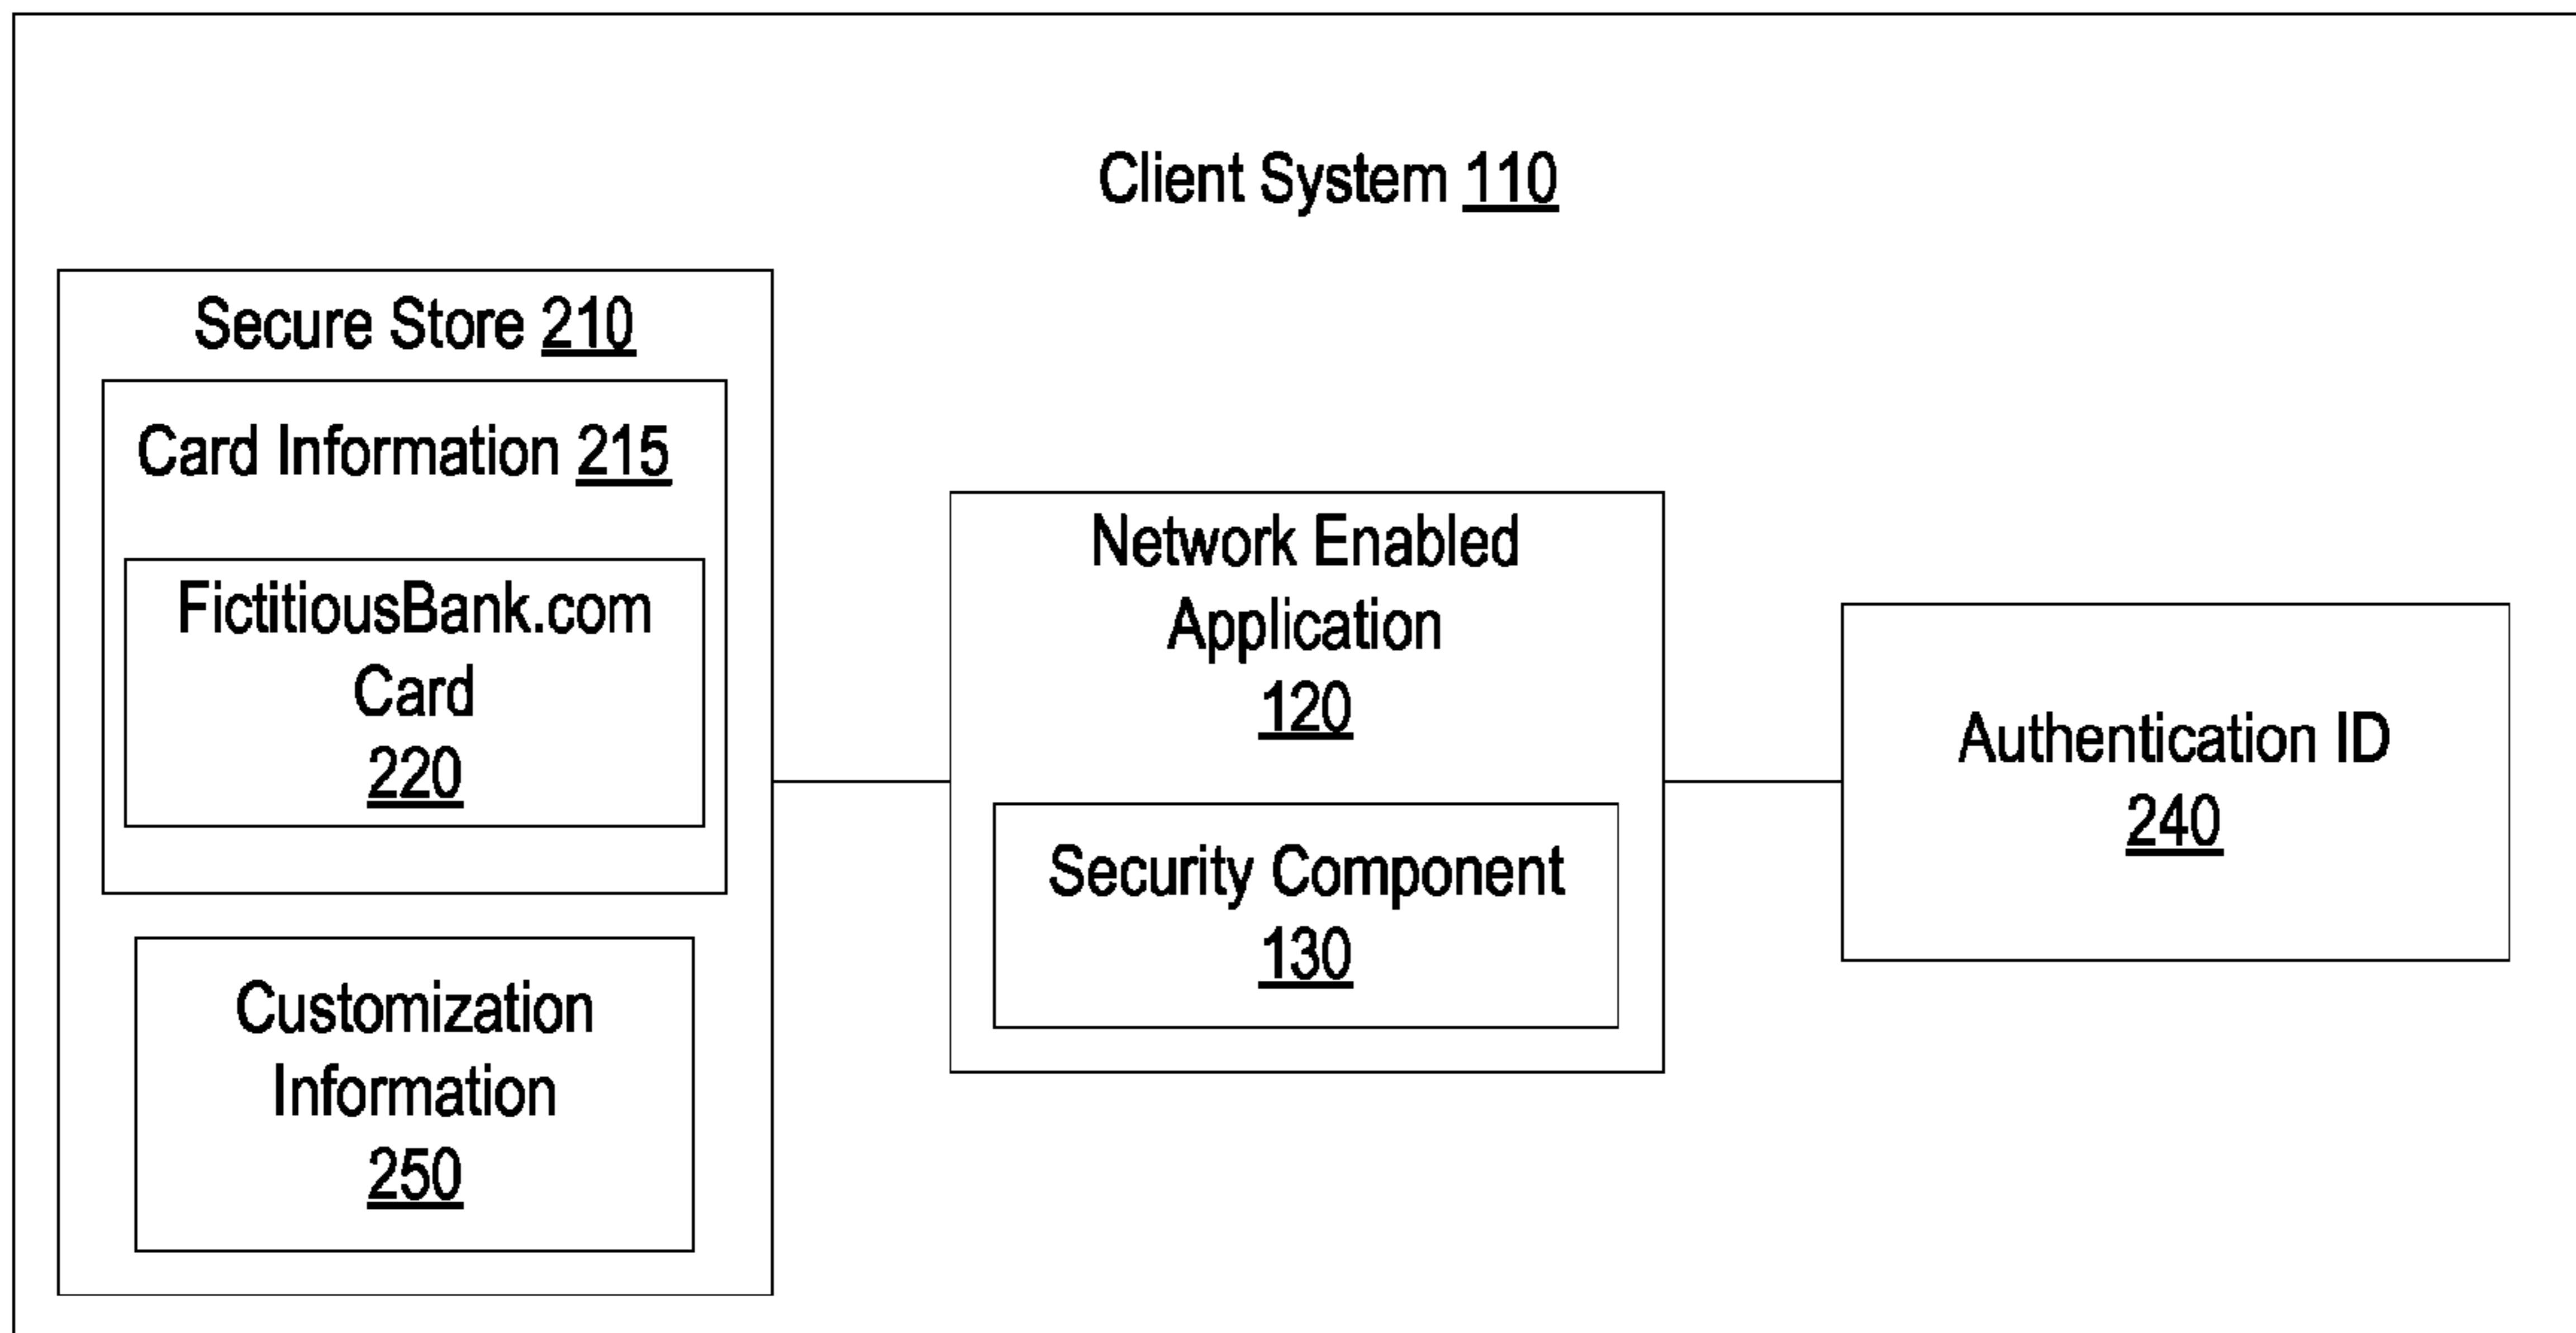 Client System 110
Secure Store 210
Card Information 215
FictitiousBank.com
Card
220
Customization
Information
250
Network Enabled
Application
120
Security Component
130
Authentication ID
240